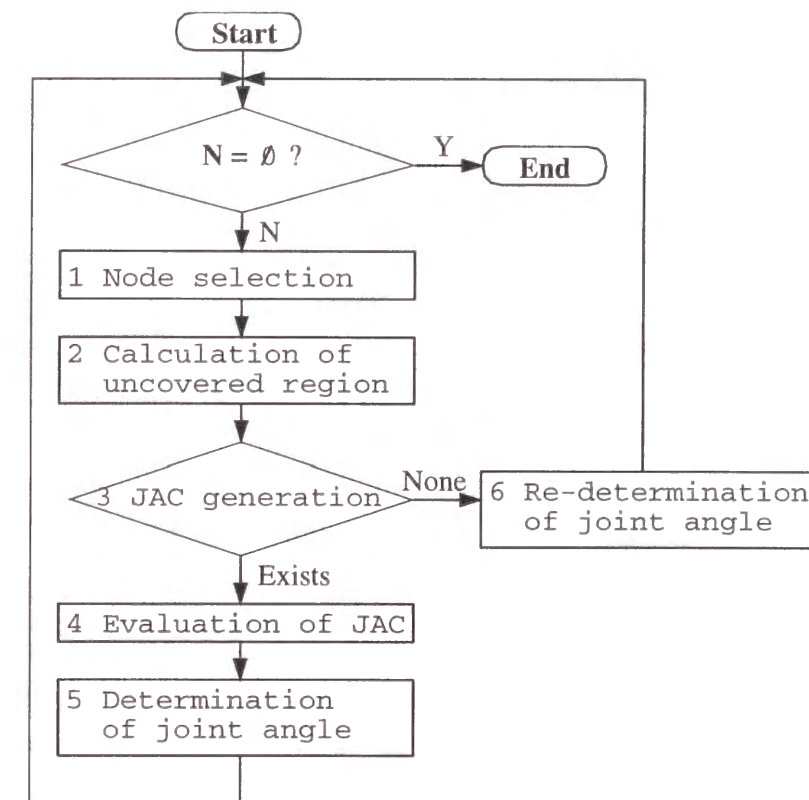 Start
N = ∅ ?
Y
End
N
1 Node selection
2 Calculation of
uncovered region
3 JAC generation
None
6 Re-determination
of joint angle
Exists
4 Evaluation of JAC
5 Determination
of joint angle